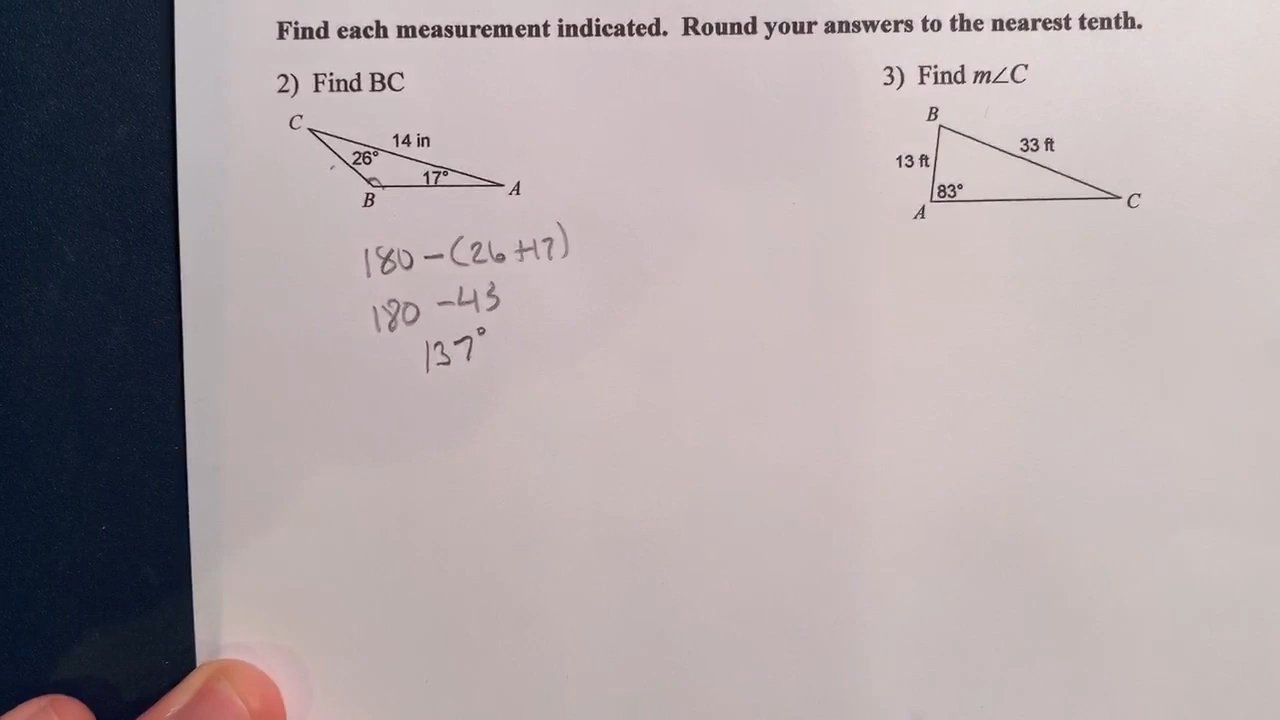 Find each measurement indicated. Round your answers to the nearest tenth.
2) Find BC
C
14 in
26°
17°
A
B
180 - (26 + 17)
180 - 43
137°
3) Find m∠C
B
33 ft
13 ft
83°
A
C